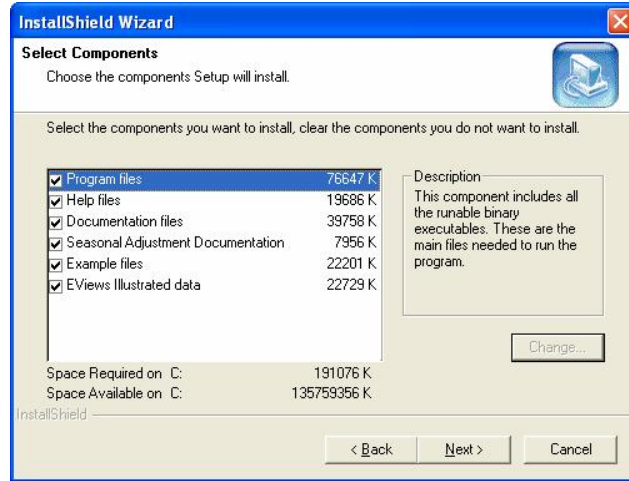 InstallShield Wizard
Select Components
Choose the components Setup will install.
Select the components you want to install, clear the components you do not want to install.
Program files 76647 K
Help files 19686 K
Documentation files 39758 K
Seasonal Adjustment Documentation 7956 K
Example files 22201 K
EViews Illustrated data 22729 K
Description
This component includes all
the runable binary
executables. These are the
main files needed to run the
program.
Change...
Space Required on C: 191076 K
Space Available on C: 135759356 K
InstallShield
< Back Next > Cancel